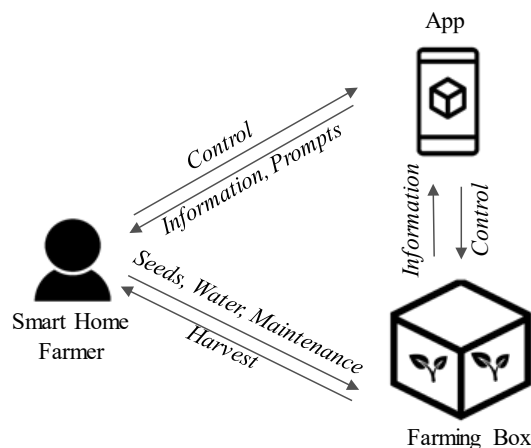 App
Control
Information, Prompts
Information
Control
Seeds, Water, Maintenance
Harvest
Smart Home
Farmer
Farming Box